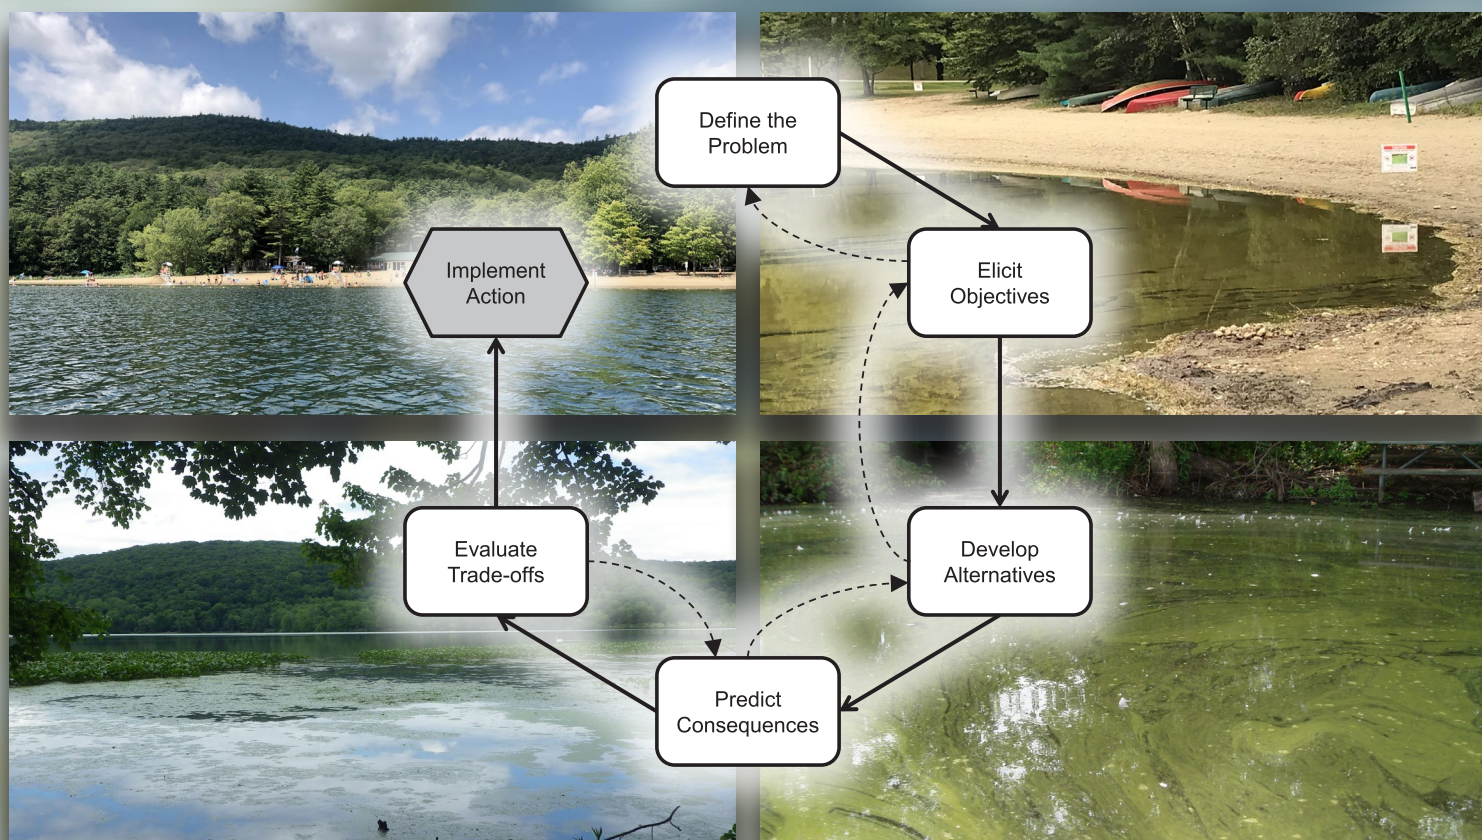 Define the
Problem
Elicit
Objectives
Develop
Alternatives
Predict
Consequences
Evaluate
Trade-offs
Implement
Action